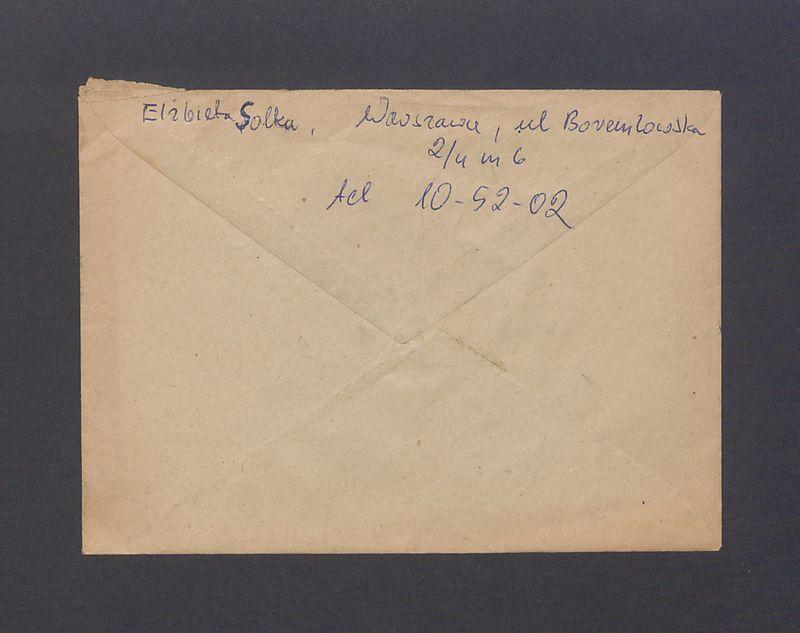 Elżbieta Solka, Warszawa, ul Boremlowska
2/4 m 6
tel 10-52-02